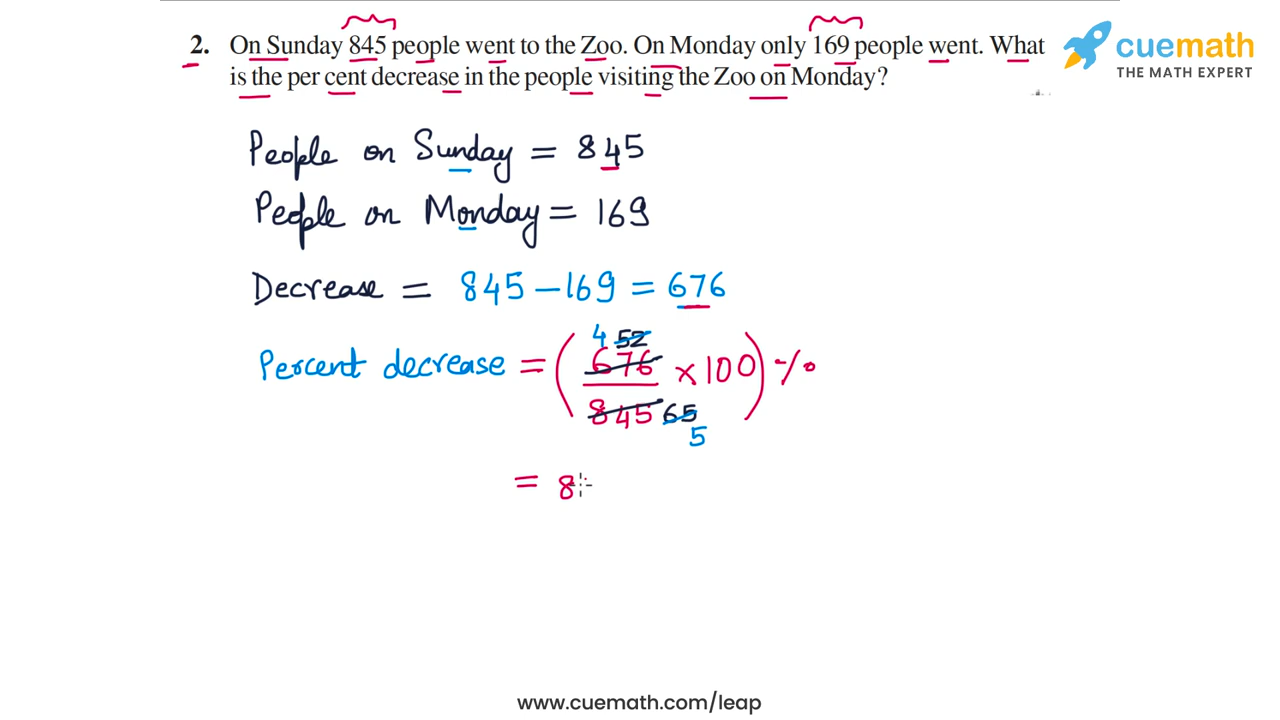 2. On Sunday 845 people went to the Zoo. On Monday only 169 people went. What
is the per cent decrease in the people visiting the Zoo on Monday?
cuemath
THE MATH EXPERT
People on Sunday = 845
People on Monday = 169
Decrease = 845 - 169 = 676
4 52
Percent decrease = ( 676 / 845 × 100 ) %
65
5
= 8
www.cuemath.com/leap